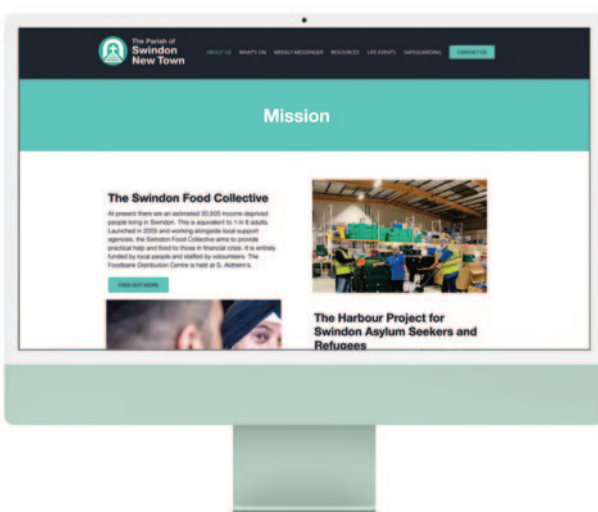 The Parish of
Swindon
New Town
ABOUT US WHAT'S ON WEEKLY MESSENGER RESOURCES LIFE EVENTS SAFEGUARDING CONTACT US
Mission
The Swindon Food Collective
At present there are an estimated 30,500 income deprived
people living in Swindon. This is equivalent to 1 in 6 adults.
Launched in 2005 and working alongside local support
agencies, the Swindon Food Collective aims to provide
practical help and food to those in financial crisis. It is entirely
funded by local people and staffed by volunteers. The
Foodbank Distribution Centre is held at S. Aldhelm's.
FIND OUT MORE
The Harbour Project for
Swindon Asylum Seekers and
Refugees